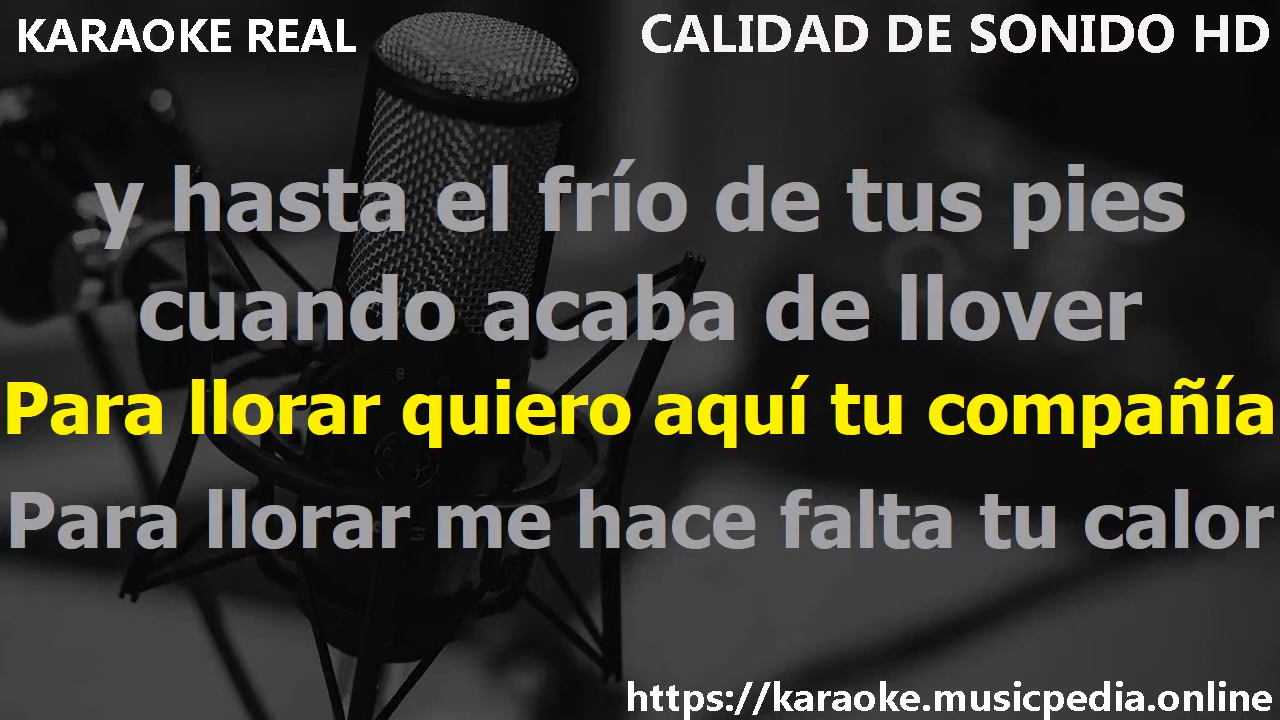 KARAOKE REAL
CALIDAD DE SONIDO HD
y hasta el frío de tus pies
cuando acaba de llover
Para llorar quiero aquí tu compañía
Para llorar me hace falta tu calor
https://karaoke.musicpedia.online